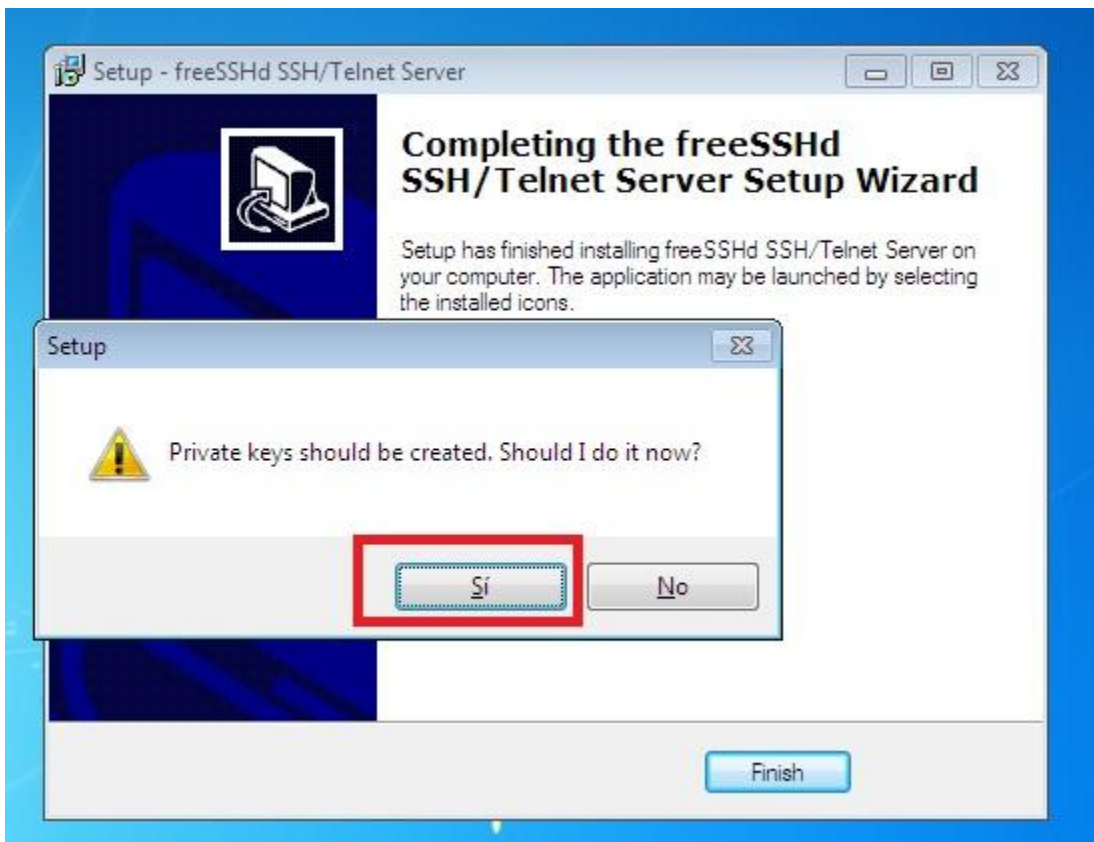 Setup - freeSSHd SSH/Telnet Server
Completing the freeSSHd
SSH/Telnet Server Setup Wizard
Setup has finished installing freeSSHd SSH/Telnet Server on
your computer. The application may be launched by selecting
the installed icons.
Setup
Private keys should be created. Should I do it now?
Sí
No
Finish